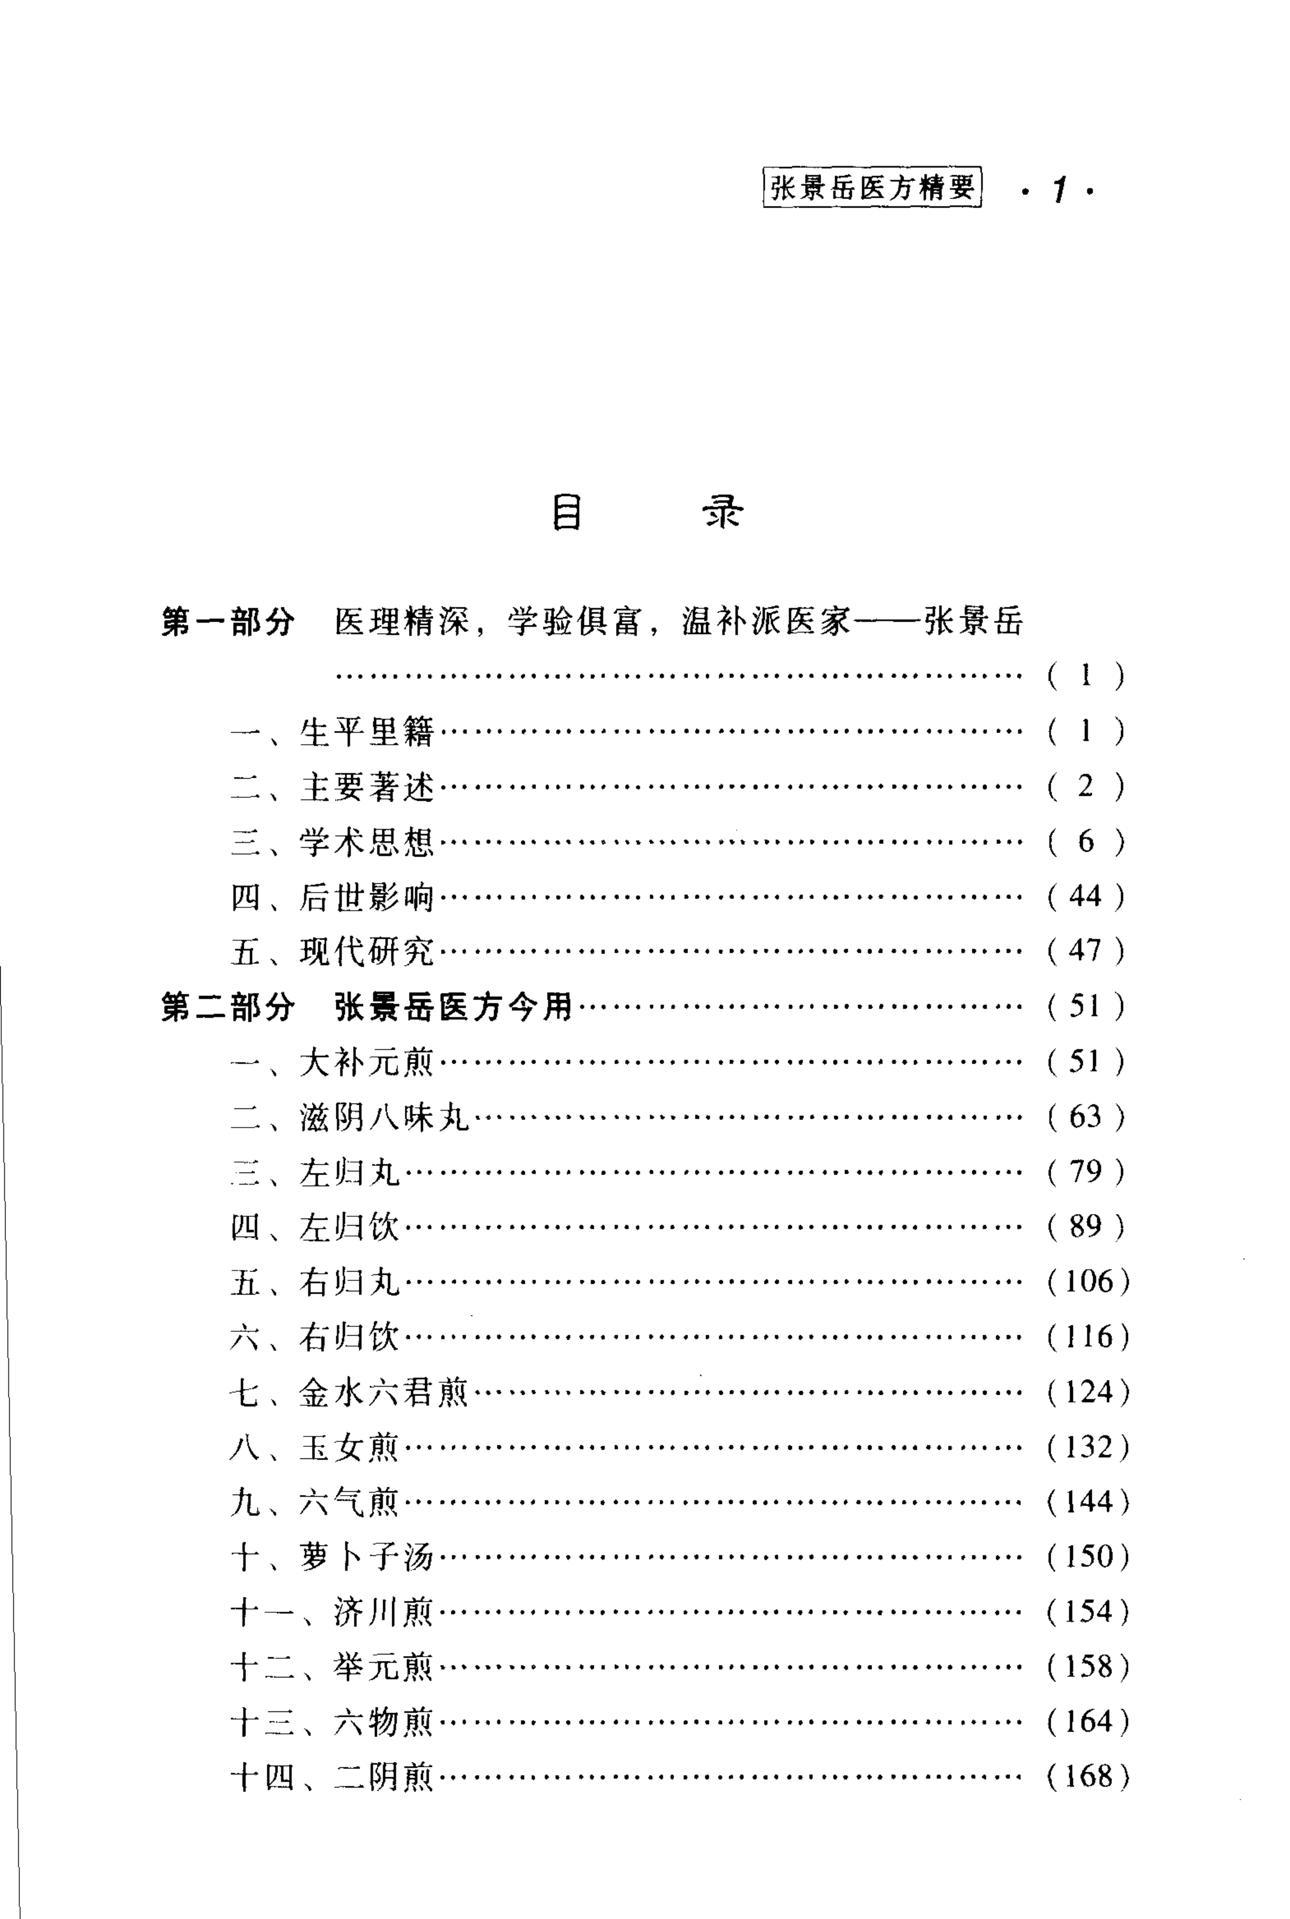 张景岳医方精要 ·1·
目 录
第一部分 医理精深，学验俱富，温补派医家——张景岳
…………………………………………………………（ 1 ）
一、生平里籍………………………………………………（ 1 ）
二、主要著述………………………………………………（ 2 ）
三、学术思想………………………………………………（ 6 ）
四、后世影响………………………………………………（44）
五、现代研究………………………………………………（47）
第二部分 张景岳医方今用……………………………………（51）
一、大补元煎………………………………………………（51）
二、滋阴八味丸……………………………………………（63）
三、左归丸…………………………………………………（79）
四、左归饮…………………………………………………（89）
五、右归丸…………………………………………………（106）
六、右归饮…………………………………………………（116）
七、金水六君煎……………………………………………（124）
八、玉女煎…………………………………………………（132）
九、六气煎…………………………………………………（144）
十、萝卜子汤………………………………………………（150）
十一、济川煎………………………………………………（154）
十二、举元煎………………………………………………（158）
十三、六物煎………………………………………………（164）
十四、二阴煎………………………………………………（168）